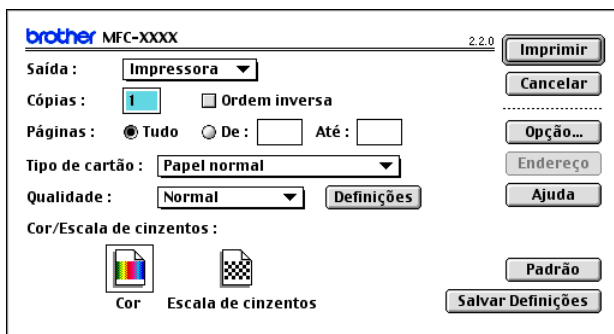 brother MFC-XXXX 2.2.0 Imprimir
Saída : Impressora
Cancelar
Cópias : 1 Ordem inversa
Páginas : Tudo De : Até : Opção...
Tipo de cartão : Papel normal Endereço
Qualidade : Normal Definições Ajuda
Cor/Escala de cinzentos :
Padrão
Cor Escala de cinzentos Salvar Definições